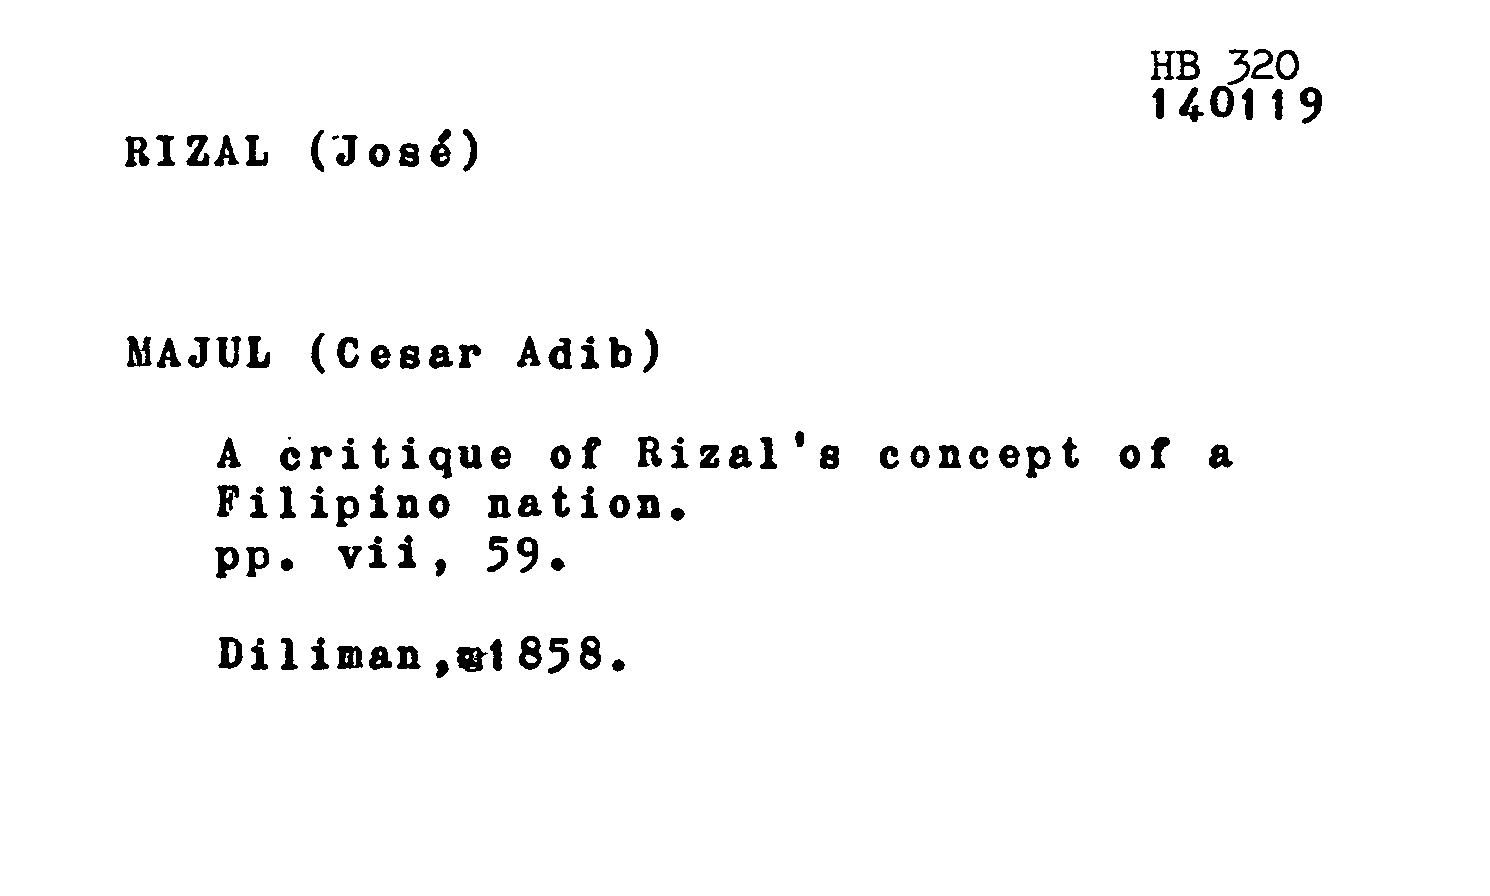 HB 320
140119
RIZAL (José)
MAJUL (Cesar Adib)
A critique of Rizal's concept of a
Filipino nation.
pp. vii, 59.
Diliman, 1858.